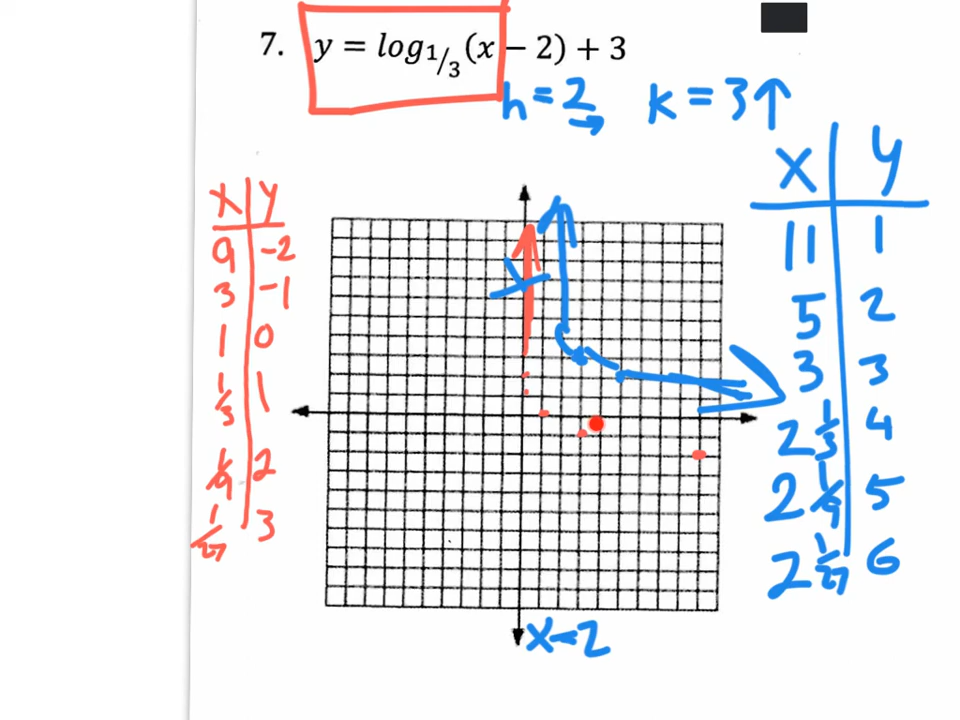 7. y = log₁/₃ (x − 2) + 3
h = 2 → k = 3 ↑
x y
9 -2
3 -1
1 0
1/3 1
1/9 2
1/27 3
x y
11 1
5 2
3 3
2 1/3 4
2 1/9 5
2 1/27 6
x=2